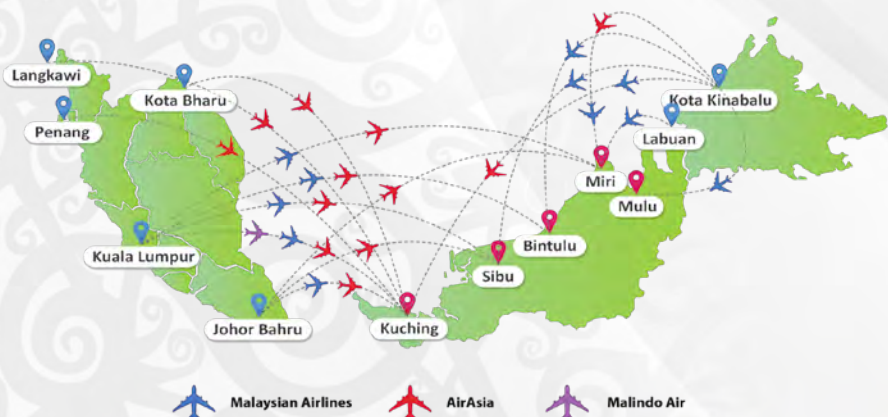 Langkawi
Kota Bharu
Penang
Kota Kinabalu
Labuan
Miri
Mulu
Kuala Lumpur
Bintulu
Sibu
Johor Bahru
Kuching
Malaysian Airlines
AirAsia
Malindo Air